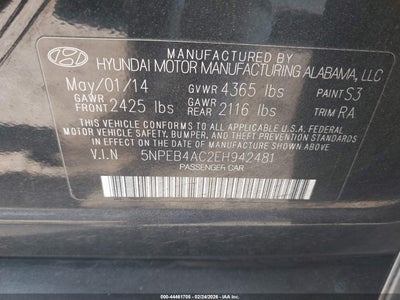 MANUFACTURED BY
HYUNDAI MOTOR MANUFACTURING ALABAMA, LLC
May/01/14 GVWR 4365 lbs PAINT S3
GAWR FRONT 2425 lbs GAWR REAR 2116 lbs TRIM RA
THIS VEHICLE CONFORMS TO ALL APPLICABLE U.S. FEDERAL
MOTOR VEHICLE SAFETY, BUMPER AND THEFT PREVENTION STANDARDS
IN EFFECT ON THE DATE OF MANUFACTURE SHOWN ABOVE.
V.I.N 5NPEB4AC2EH942481
PASSENGER CAR
000-44461705 - 02/24/2026 - IAA, Inc.